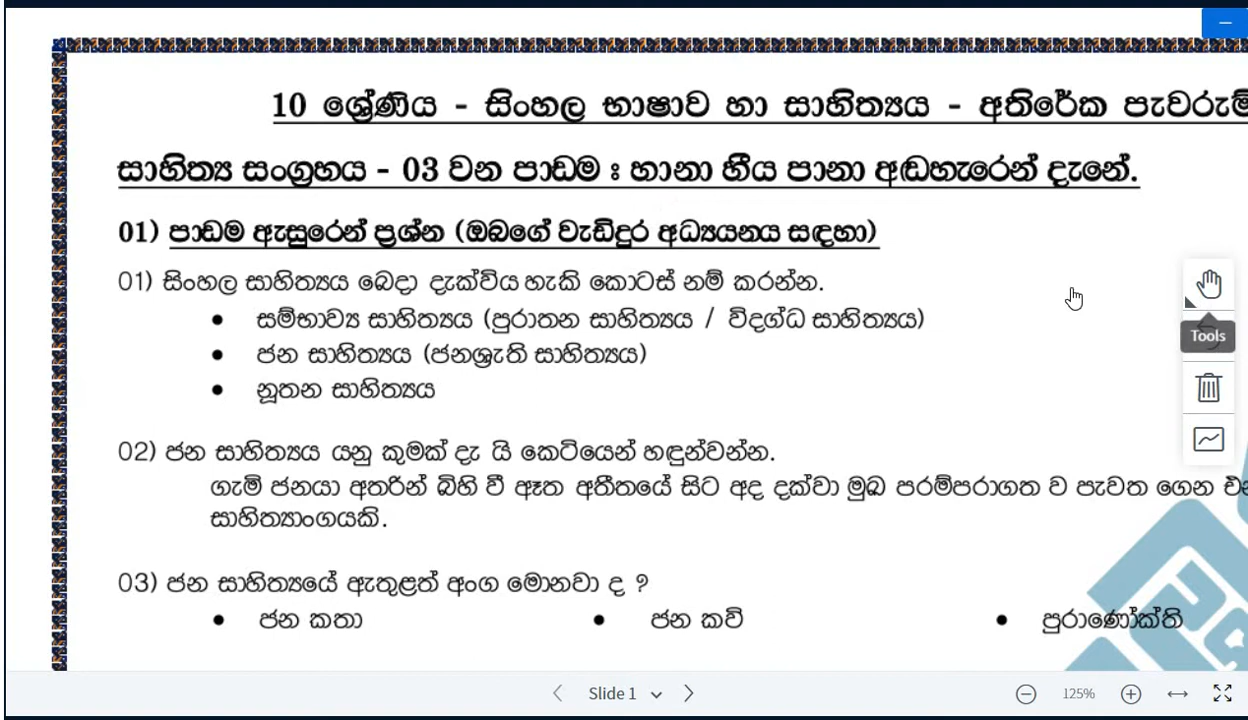 10 ශ්‍රේණිය - සිංහල භාෂාව හා සාහිත්‍යය - අතිරේක
සාහිත්‍ය සංග්‍රහය - 03 වන පාඩම : හානා හීය පානා අඬහැරෙන් දැනේ.
01) පාඩම ඇසුරෙන් ප්‍රශ්න (ඔබගේ වැඩිදුර අධ්‍යයනය සඳහා)
01) සිංහල සාහිත්‍යය බෙදා දැක්විය හැකි කොටස් නම් කරන්න.
• සම්භාව්‍ය සාහිත්‍යය (පුරාතන සාහිත්‍යය / විදග්ධ සාහිත්‍යය)
• ජන සාහිත්‍යය (ජනශ්‍රැති සාහිත්‍යය)
• නූතන සාහිත්‍යය
Tools
02) ජන සාහිත්‍යය යනු කුමක් දැ යි කෙටියෙන් හඳුන්වන්න.
ගැමි ජනයා අතරින් බිහි වී ඈත අතීතයේ සිට අද දක්වා මුඛ පරම්පරාගත ව පැවත ගෙන
සාහිත්‍යාංගයකි.
03) ජන සාහිත්‍යයේ ඇතුළත් අංග මොනවා ද ?
• ජන කතා • ජන කවි • පුරාණෝක්ති
Slide 1 125%